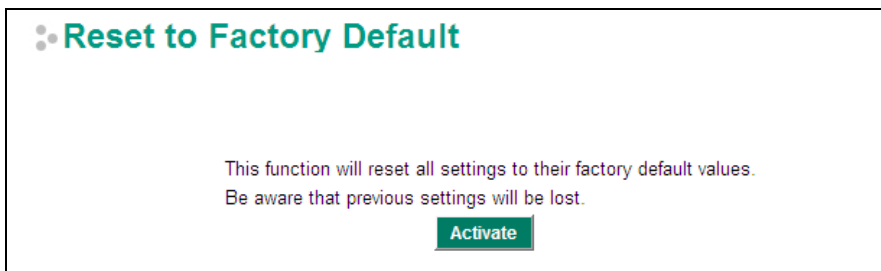 Reset to Factory Default
This function will reset all settings to their factory default values.
Be aware that previous settings will be lost.
Activate